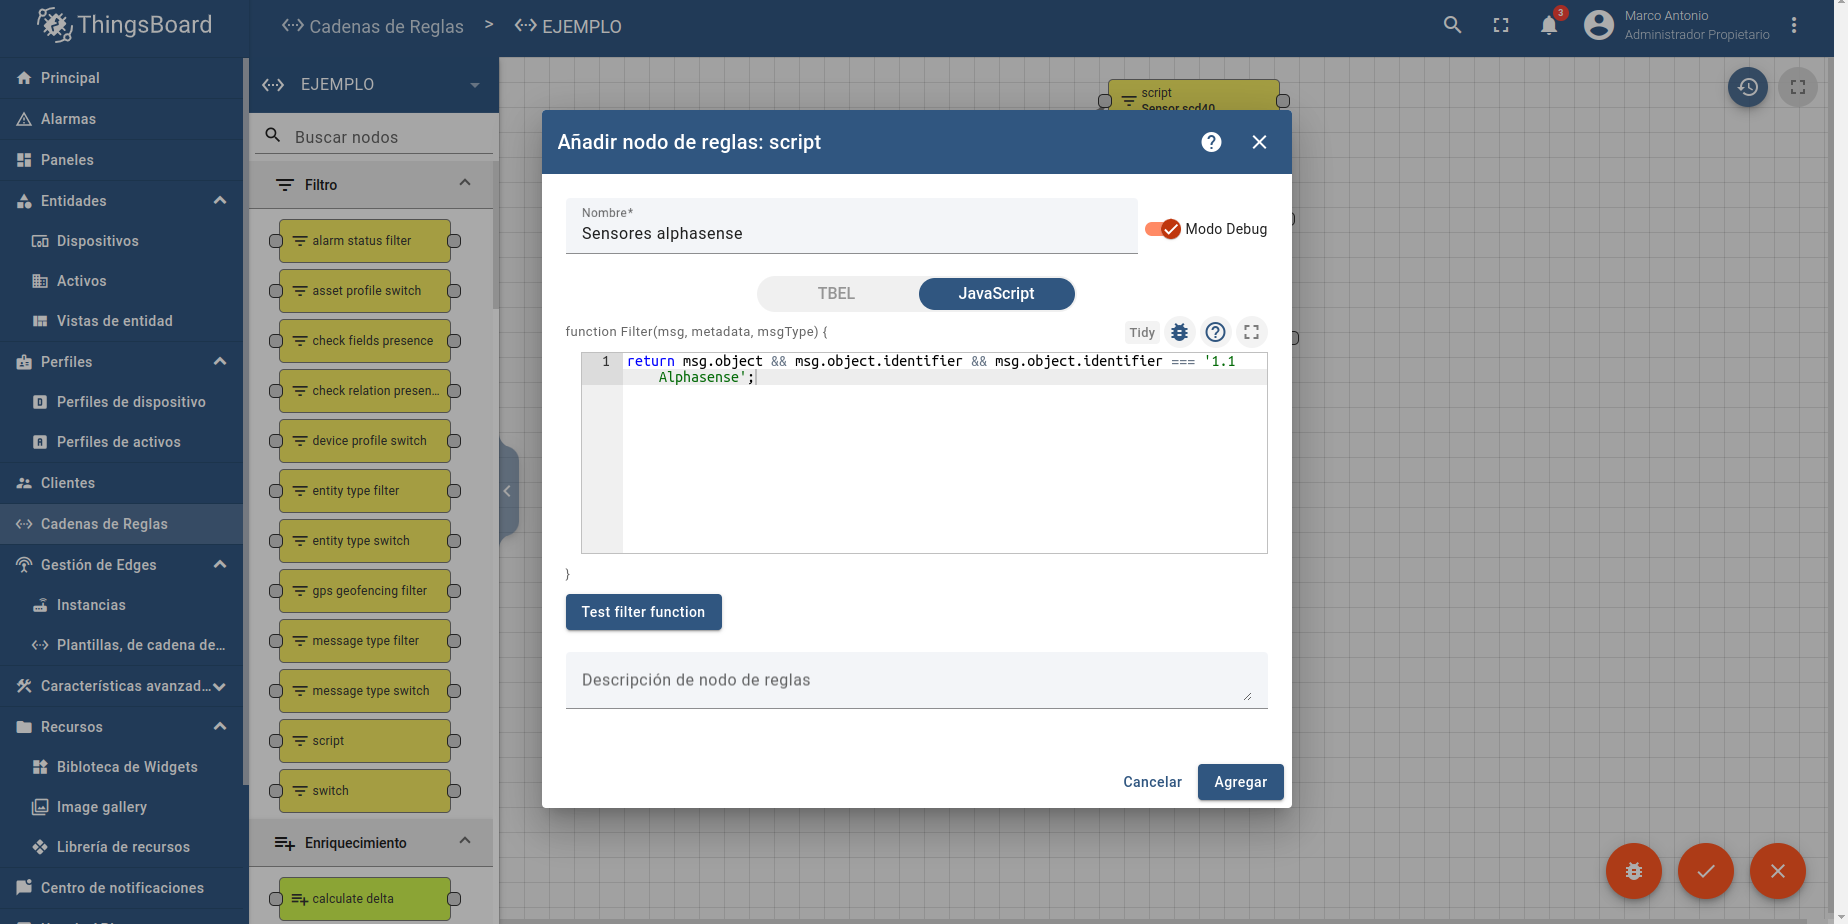 ThingsBoard
Cadenas de Reglas > EJEMPLO
3
Marco Antonio
Administrador Propietario
Principal
Alarmas
Paneles
Entidades
Dispositivos
Activos
Vistas de entidad
Perfiles
Perfiles de dispositivo
Perfiles de activos
Clientes
Cadenas de Reglas
Gestión de Edges
Instancias
Plantillas, de cadena de...
Características avanzad...
Recursos
Bibloteca de Widgets
Image gallery
Librería de recursos
Centro de notificaciones
EJEMPLO
Buscar nodos
Filtro
alarm status filter
asset profile switch
check fields presence
check relation presen...
device profile switch
entity type filter
entity type switch
gps geofencing filter
message type filter
message type switch
script
switch
Enriquecimiento
calculate delta
script
Sensor scd40
Añadir nodo de reglas: script
Nombre*
Sensores alphasense
Modo Debug
TBEL
JavaScript
function Filter(msg, metadata, msgType) {
Tidy
1
return msg.object && msg.object.identifier && msg.object.identifier === '1.1
Alphasense';
}
Test filter function
Descripción de nodo de reglas
Cancelar
Agregar